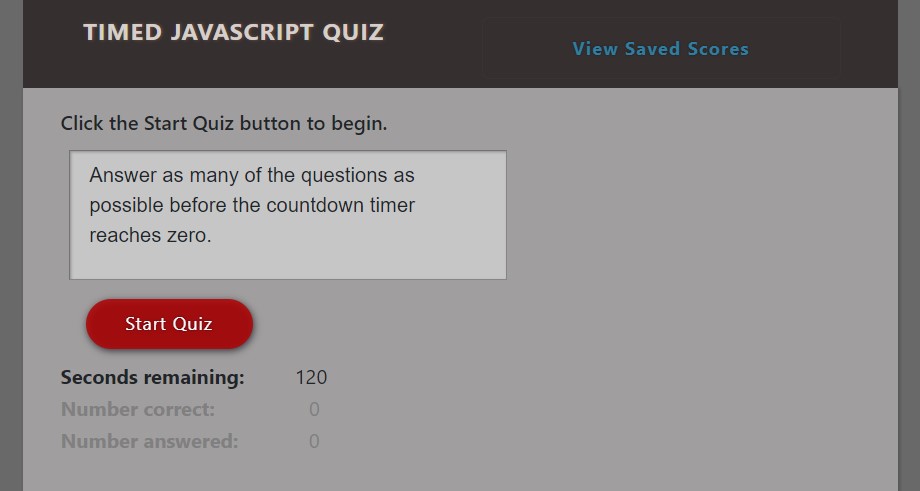 TIMED JAVASCRIPT QUIZ
View Saved Scores
Click the Start Quiz button to begin.
Answer as many of the questions as
possible before the countdown timer
reaches zero.
Start Quiz
Seconds remaining: 120
Number correct: 0
Number answered: 0